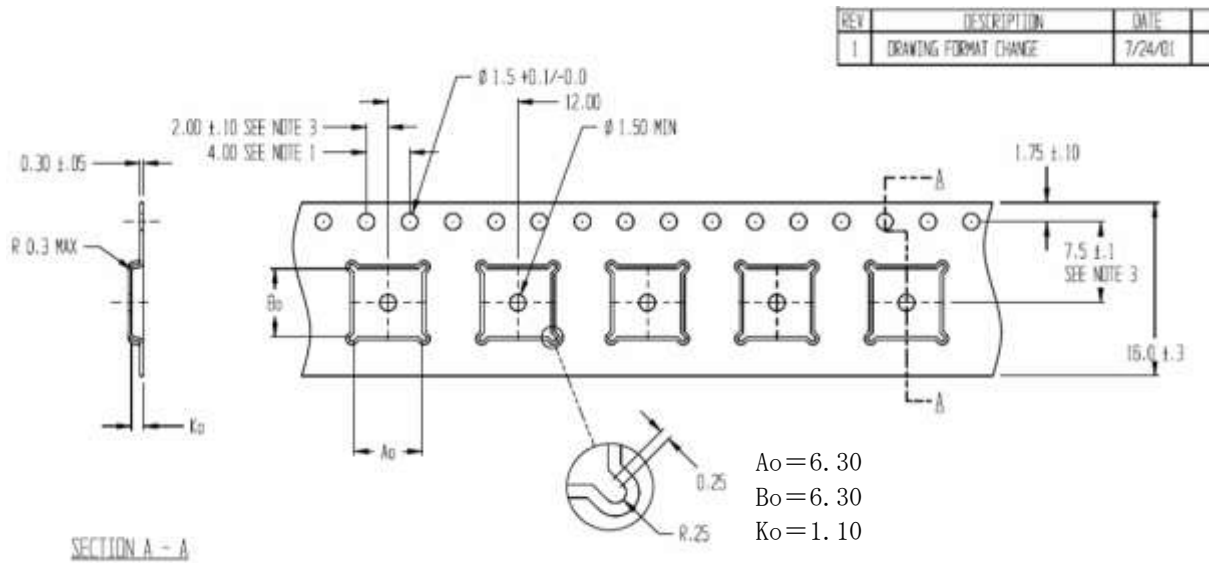 REV DESCRIPTION DATE
1 DRAWING FORMAT CHANGE 7/24/01
Ø 1.5 +0.1/-0.0
12.00
2.00 ±.10 SEE NOTE 3
Ø 1.50 MIN
4.00 SEE NOTE 1
0.30 ±.05
1.75 ±.10
A
R 0.3 MAX
7.5 ±.1
SEE NOTE 3
Bo
16.0 ±.3
A
Ko
Ao
0.25
R.25
Ao=6.30
Bo=6.30
Ko=1.10
SECTION A - A